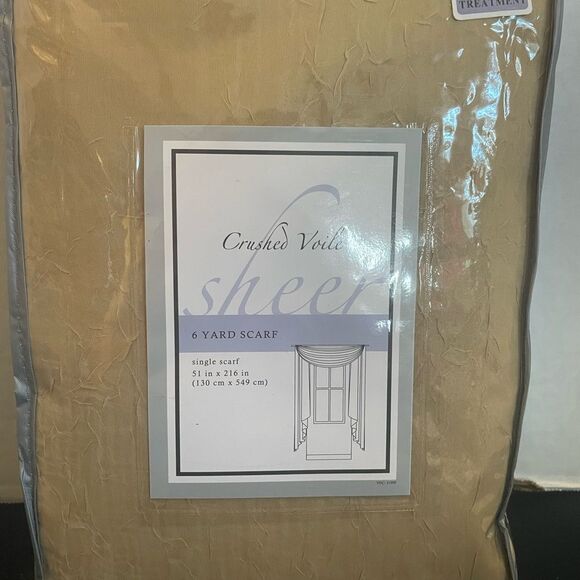 TREATMENT
Crushed Voile
sheer
6 YARD SCARF
single scarf
51 in x 216 in
(130 cm x 549 cm)